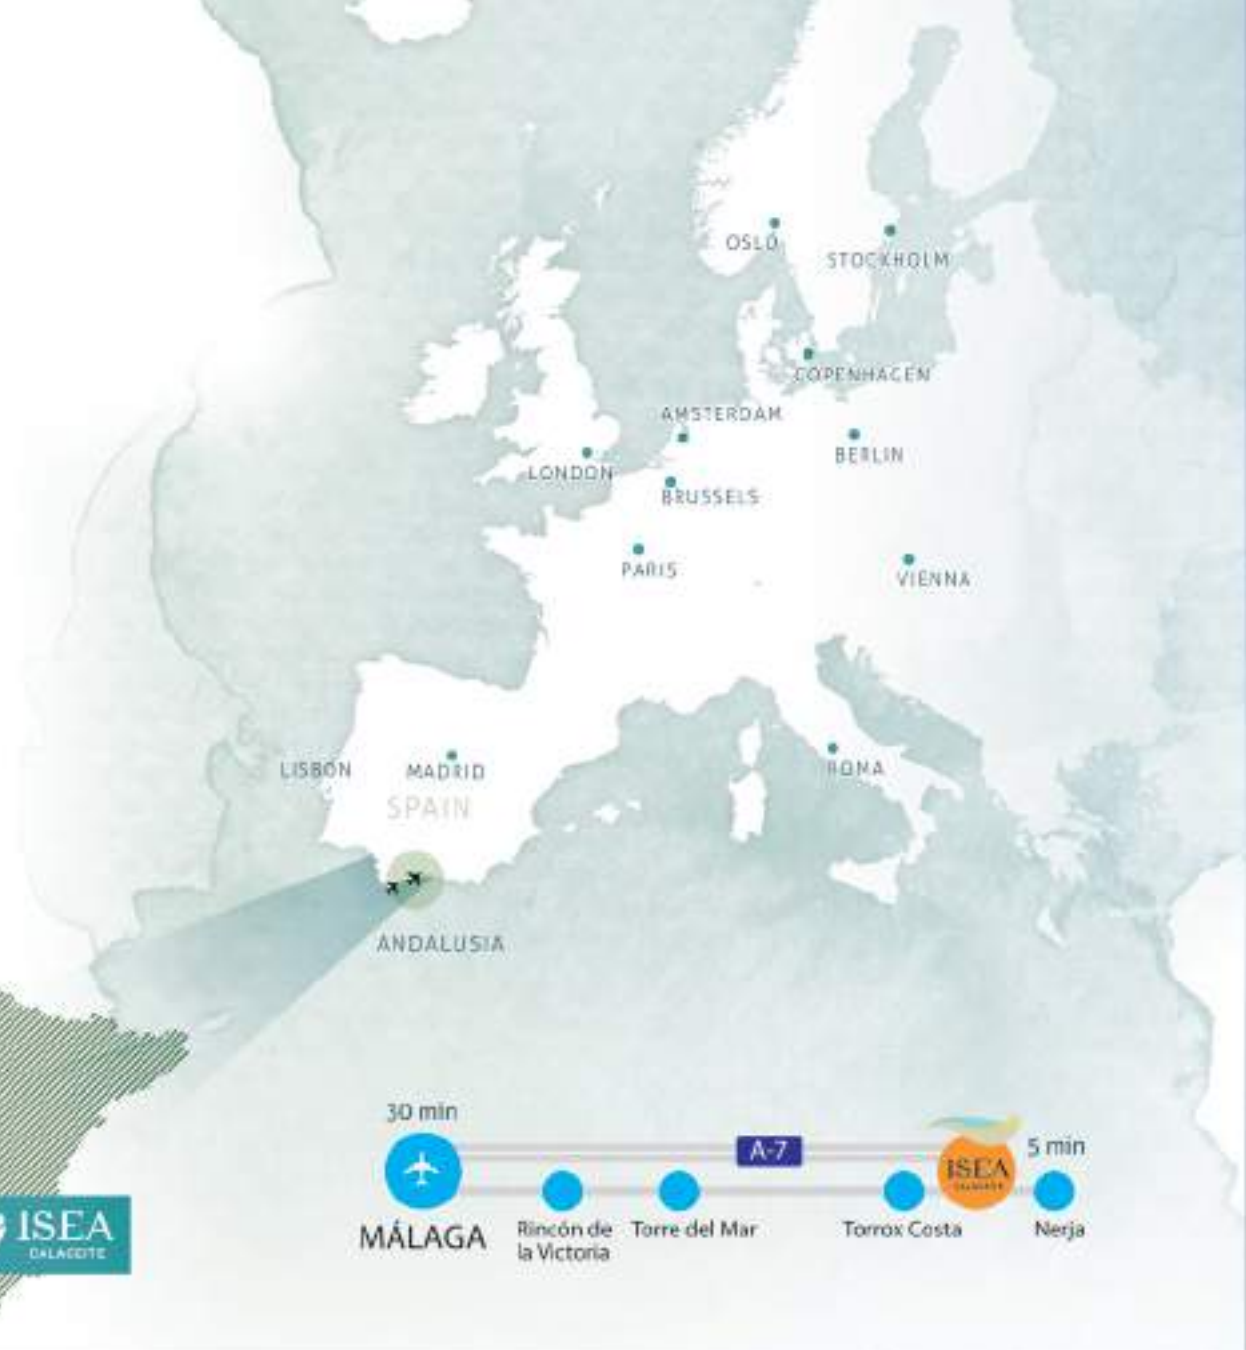 OSLO
STOCKHOLM
COPENHAGEN
AMSTERDAM
BERLIN
LONDON
BRUSSELS
PARIS
VIENNA
LISBON
MADRID
ROMA
SPAIN
ANDALUSIA
30 min
A-7
5 min
ISEA
MÁLAGA
Rincón de
la Victoria
Torre del Mar
Torrox Costa
Nerja
ISEA
CALACEITE